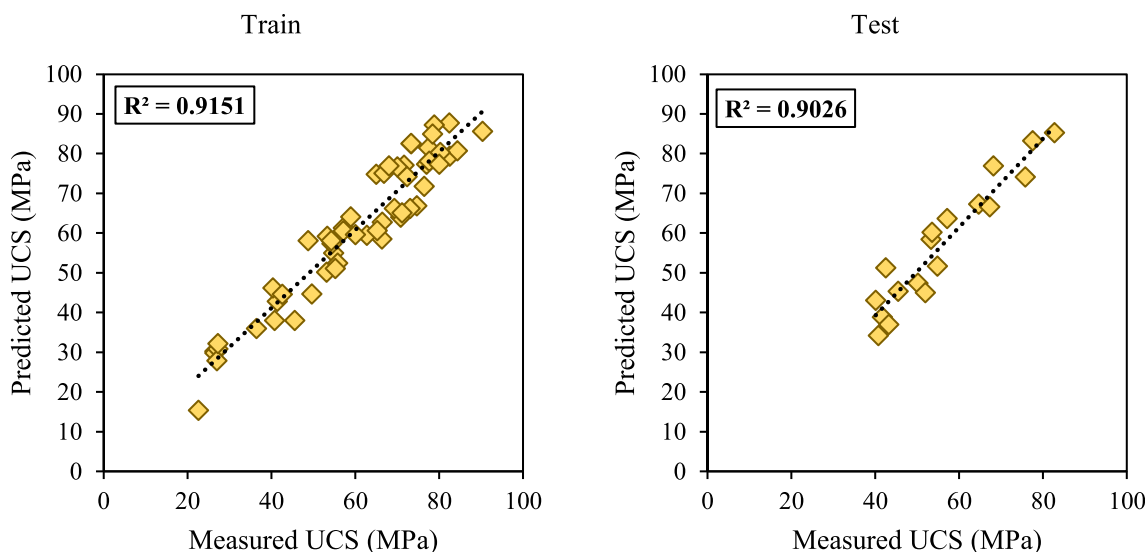 Train
R² = 0.9151
Predicted UCS (MPa)
100
90
80
70
60
50
40
30
20
10
0
0 20 40 60 80 100
Measured UCS (MPa)
Test
R² = 0.9026
Predicted UCS (MPa)
100
90
80
70
60
50
40
30
20
10
0
0 20 40 60 80 100
Measured UCS (MPa)